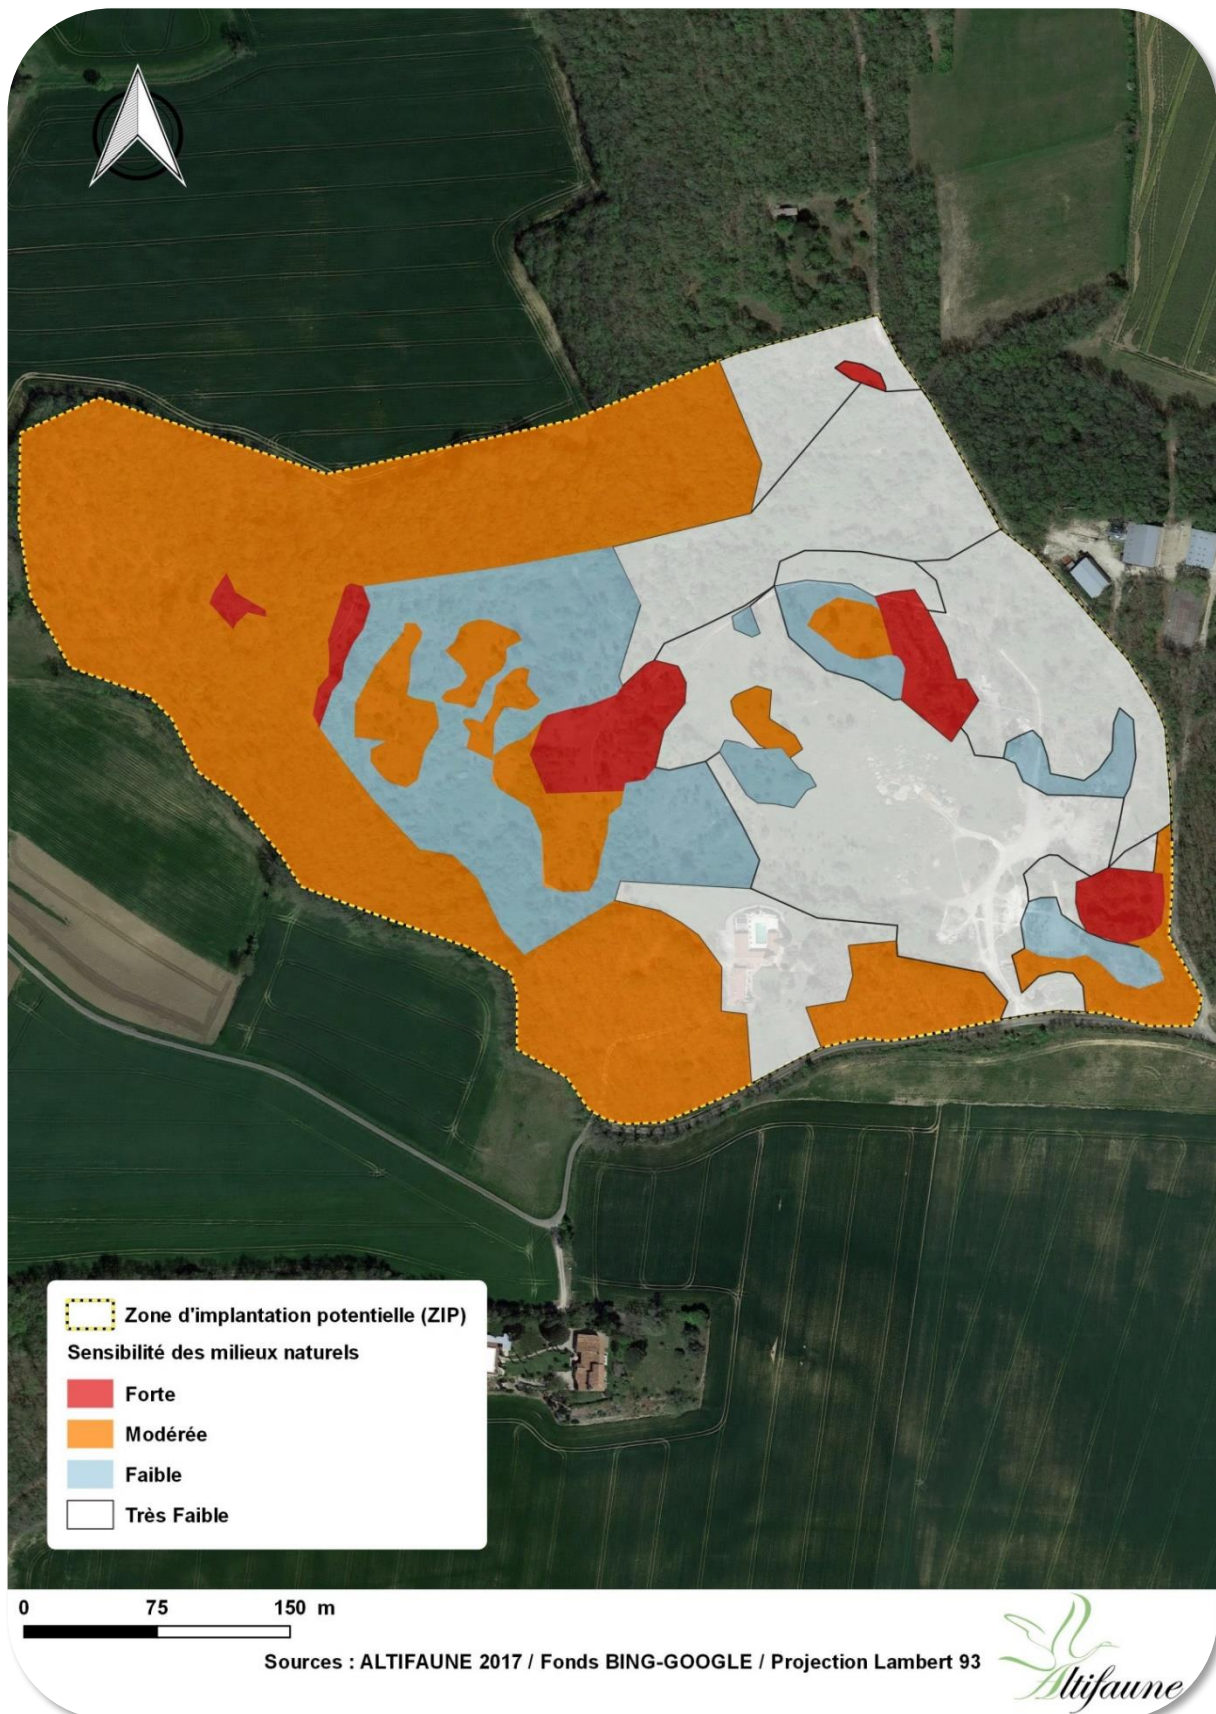 Zone d'implantation potentielle (ZIP)
Sensibilité des milieux naturels
Forte
Modérée
Faible
Très Faible
0 75 150 m
Sources : ALTIFAUNE 2017 / Fonds BING-GOOGLE / Projection Lambert 93
Altifaune